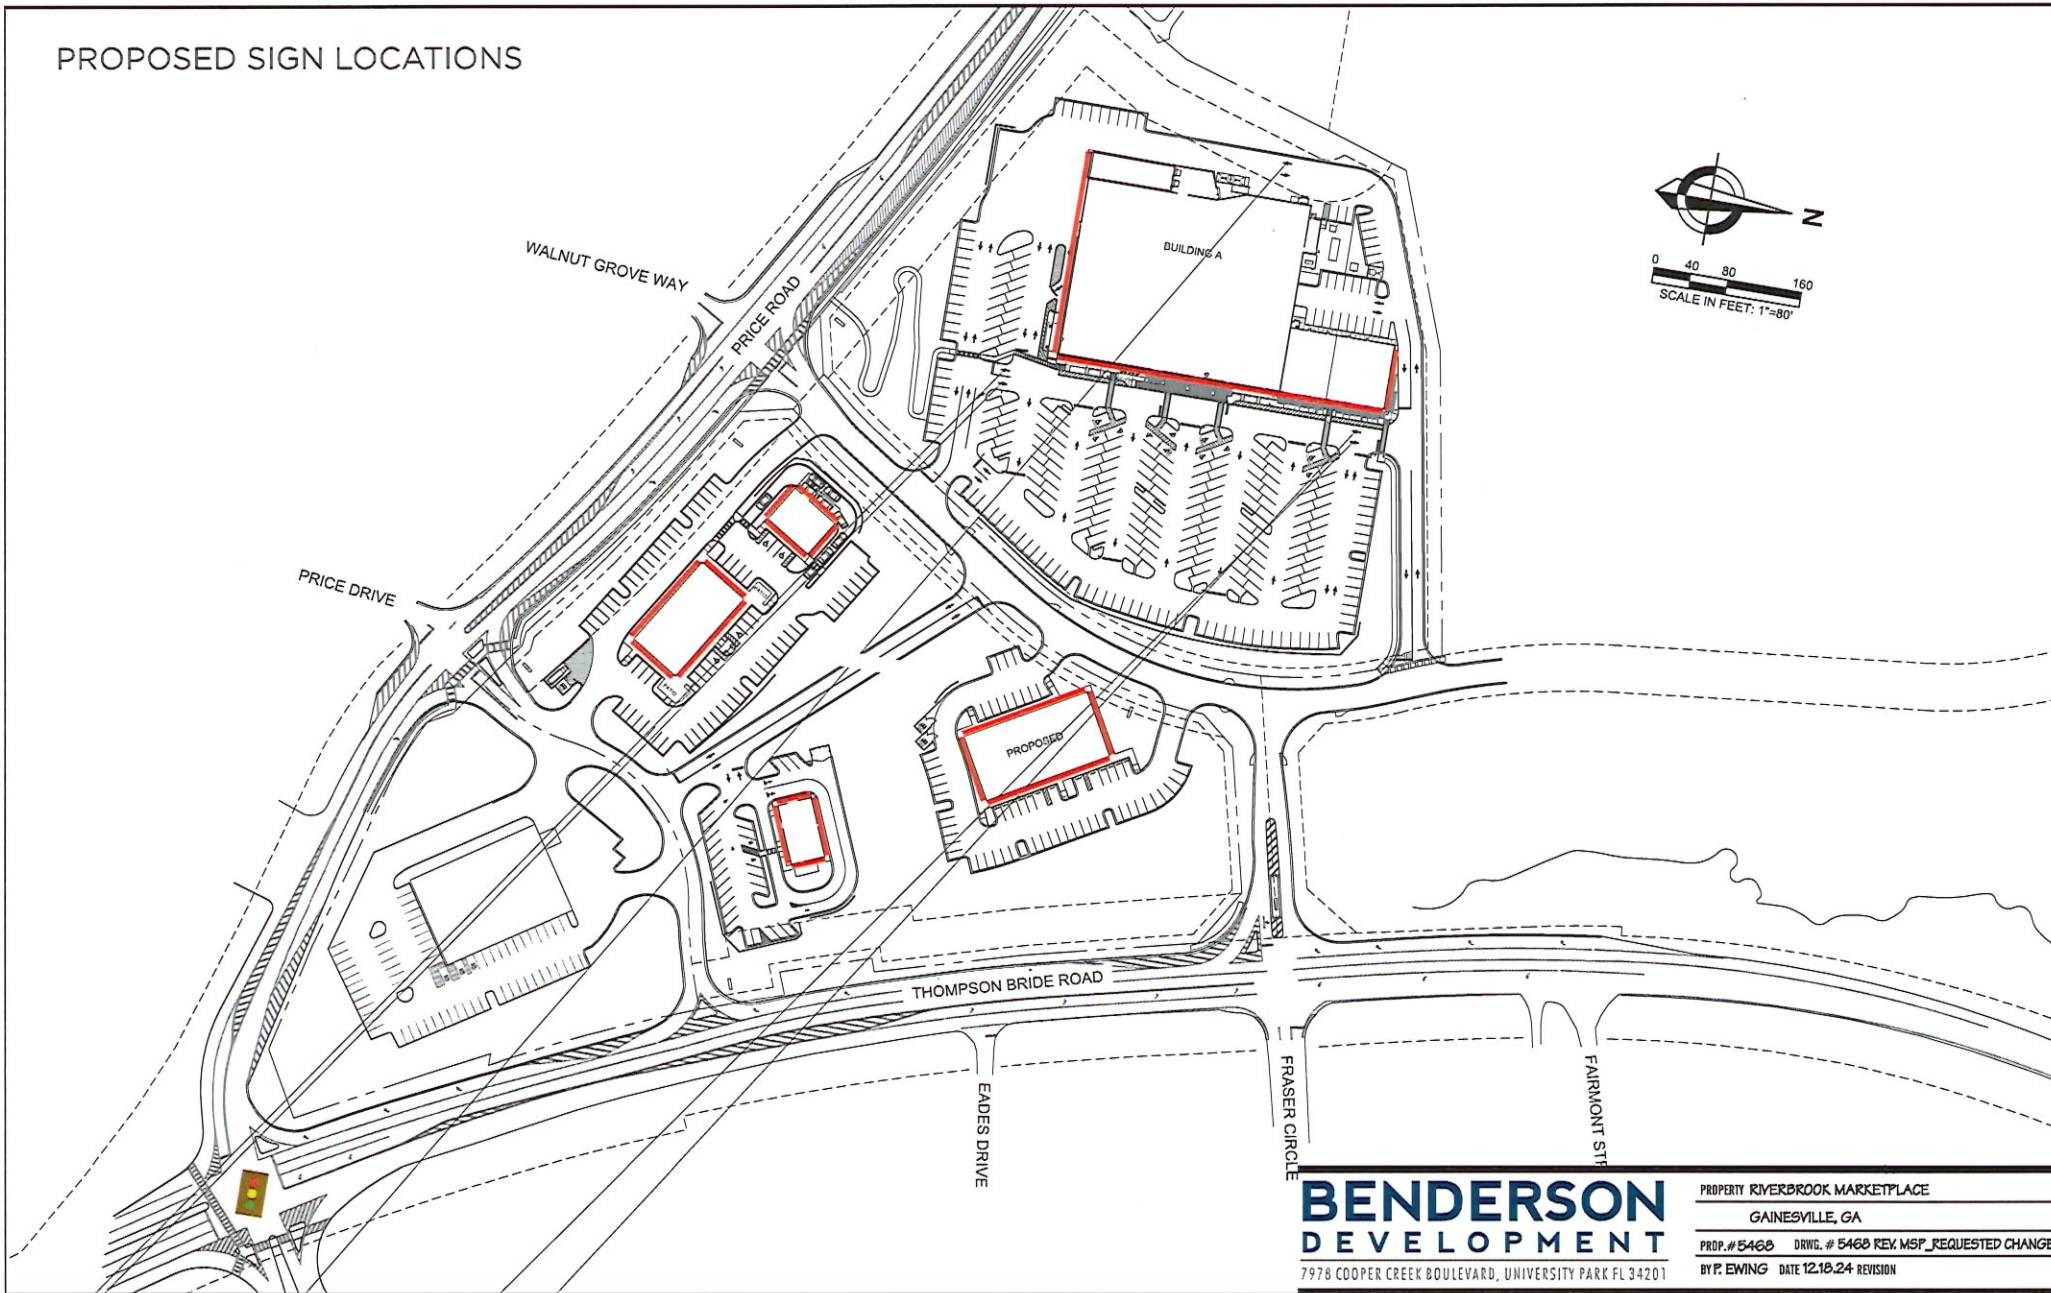 PROPOSED SIGN LOCATIONS
WALNUT GROVE WAY
PRICE ROAD
BUILDING A
N
0 40 80 160
SCALE IN FEET: 1"=80'
PRICE DRIVE
PATIO
PATIO
PROPOSED
THOMPSON BRIDE ROAD
EADES DRIVE
FRASER CIRCLE
FAIRMONT STR
BENDERSON
DEVELOPMENT
7978 COOPER CREEK BOULEVARD, UNIVERSITY PARK FL 34201
PROPERTY RIVERBROOK MARKETPLACE
GAINESVILLE, GA
PROP.# 5468 DRWG. # 5468 REV. MSP_REQUESTED CHANGE
BY P. EWING DATE 12.18.24 REVISION